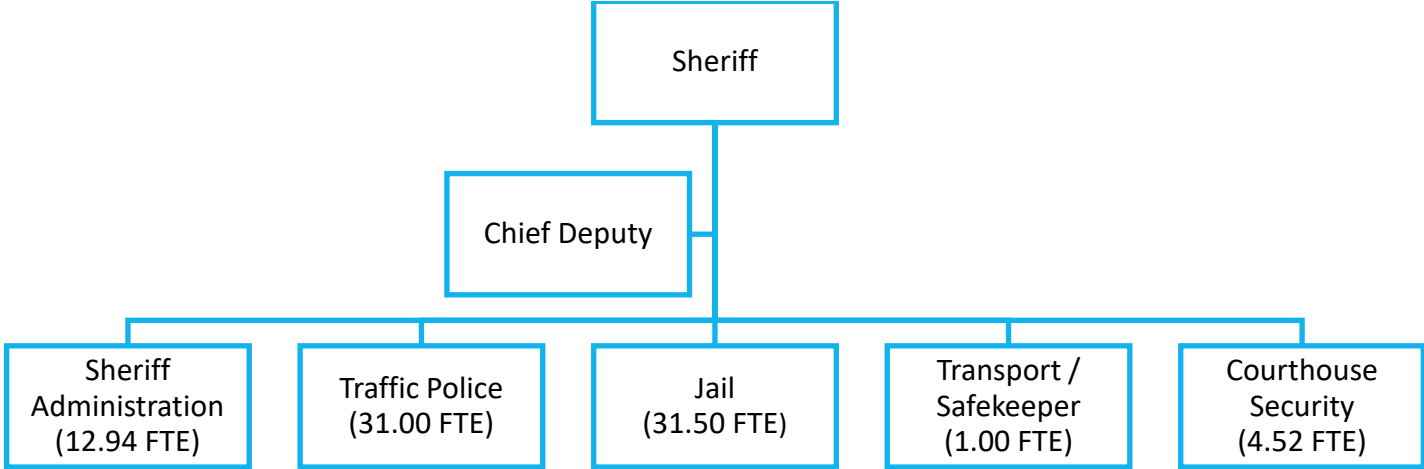 Sheriff
Chief Deputy
Sheriff
Administration
(12.94 FTE)
Traffic Police
(31.00 FTE)
Jail
(31.50 FTE)
Transport /
Safekeeper
(1.00 FTE)
Courthouse
Security
(4.52 FTE)